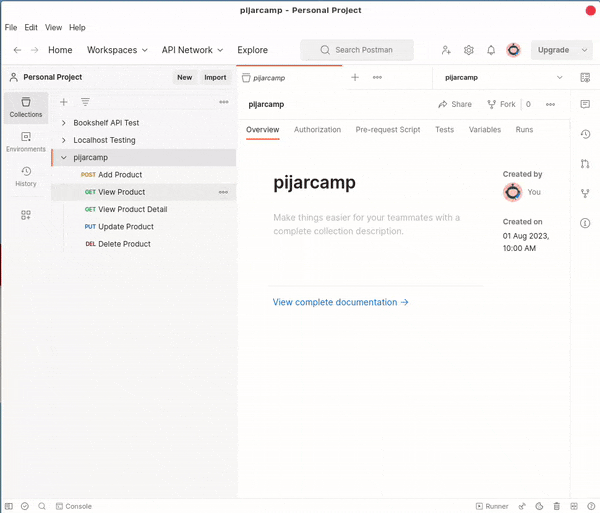 pijarcamp - Personal Project
File Edit View Help
Home Workspaces API Network Explore Search Postman Upgrade
Personal Project New Import
pijarcamp
pijarcamp
Collections
Environments
History
Bookshelf API Test
Localhost Testing
pijarcamp
POST Add Product
GET View Product
GET View Product Detail
PUT Update Product
DEL Delete Product
pijarcamp Share Fork 0
Overview Authorization Pre-request Script Tests Variables Runs
pijarcamp
Make things easier for your teammates with a
complete collection description.
View complete documentation →
Created by
You
Created on
01 Aug 2023,
10:00 AM
Console Runner